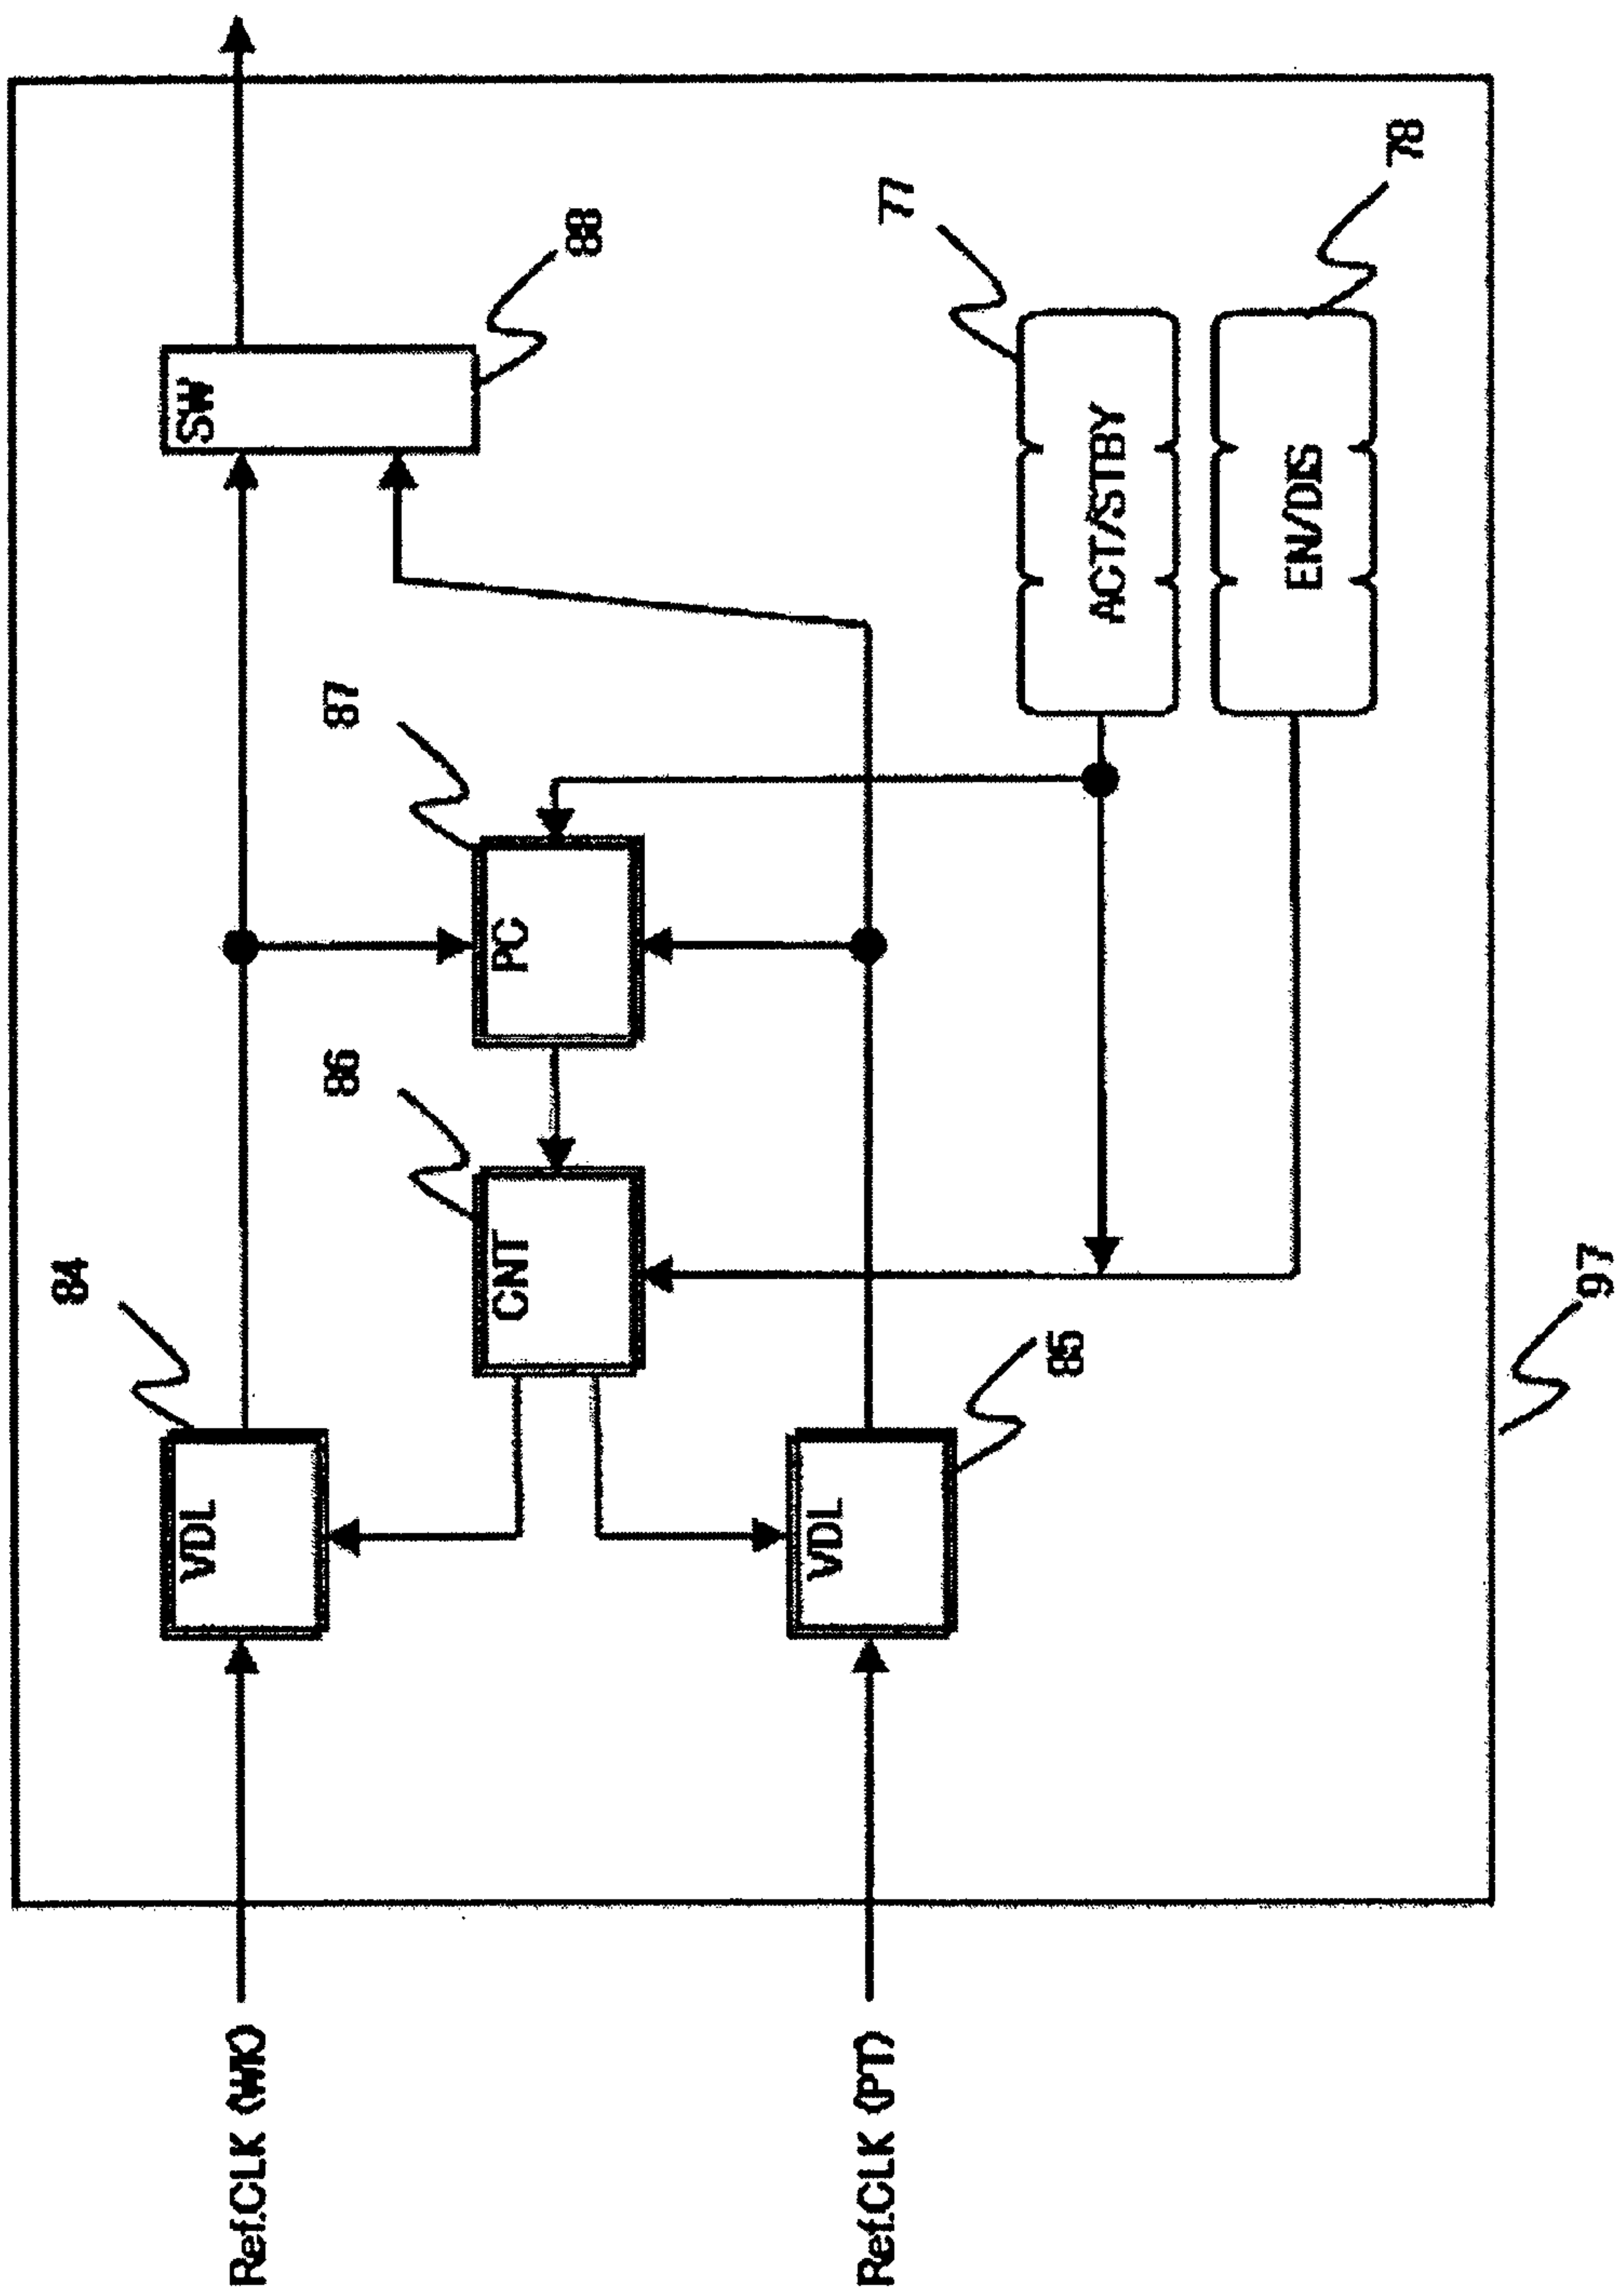 Ref.CLK (WK)
Ref.CLK (PT)
84
VDL
86
CNT
87
PC
SW
88
VDL
85
77
ACT/STBY
78
EN/DIS
97